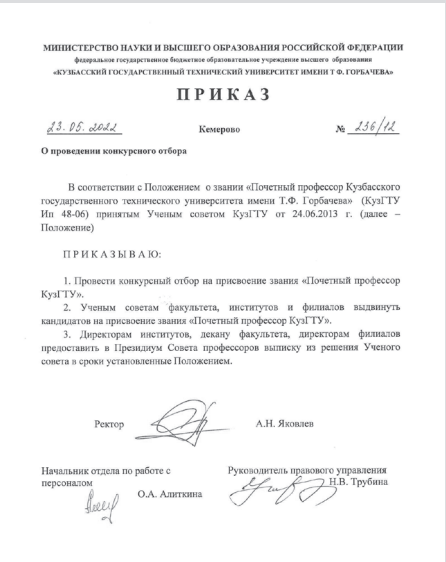 МИНИСТЕРСТВО НАУКИ И ВЫСШЕГО ОБРАЗОВАНИЯ РОССИЙСКОЙ ФЕДЕРАЦИИ
федеральное государственное бюджетное образовательное учреждение высшего образования
«КУЗБАССКИЙ ГОСУДАРСТВЕННЫЙ ТЕХНИЧЕСКИЙ УНИВЕРСИТЕТ ИМЕНИ Т Ф. ГОРБАЧЕВА»
ПРИКАЗ
23.05.2022 Кемерово № 236/12
О проведении конкурсного отбора
В соответствии с Положением о звании «Почетный профессор Кузбасского
государственного технического университета имени Т.Ф. Горбачева» (КузГТУ
Ип 48-06) принятым Ученым советом КузГТУ от 24.06.2013 г. (далее –
Положение)
ПРИКАЗЫВАЮ:
1. Провести конкурсный отбор на присвоение звания «Почетный профессор
КузГТУ».
2. Ученым советам факультета, институтов и филиалов выдвинуть
кандидатов на присвоение звания «Почетный профессор КузГТУ».
3. Директорам институтов, декану факультета, директорам филиалов
предоставить в Президиум Совета профессоров выписку из решения Ученого
совета в сроки установленные Положением.
Ректор А.Н. Яковлев
Начальник отдела по работе с Руководитель правового управления
персоналом Н.В. Трубина
О.А. Алиткина